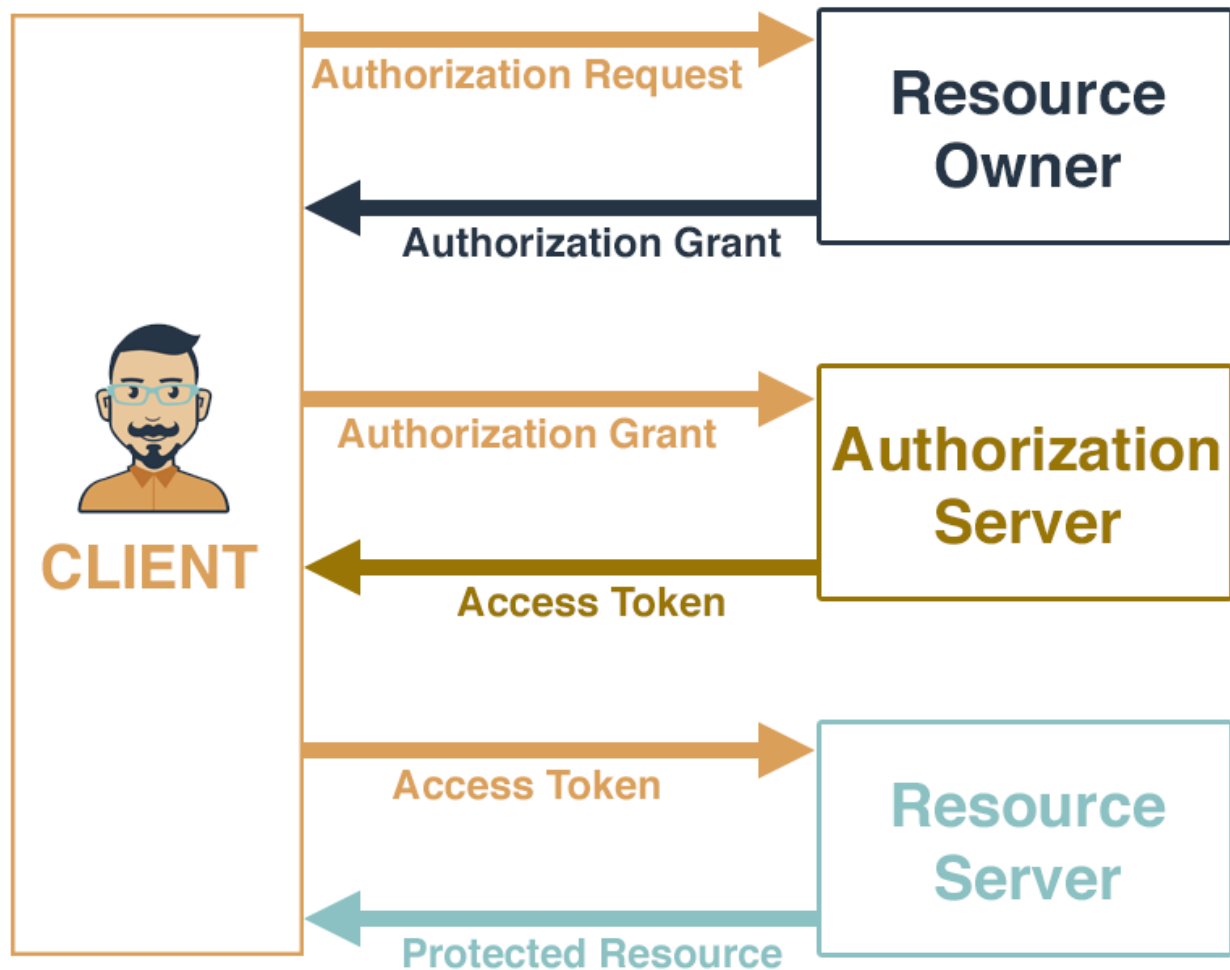 Authorization Request
Resource
Owner
Authorization Grant
Authorization Grant
Authorization
Server
CLIENT
Access Token
Access Token
Resource
Server
Protected Resource